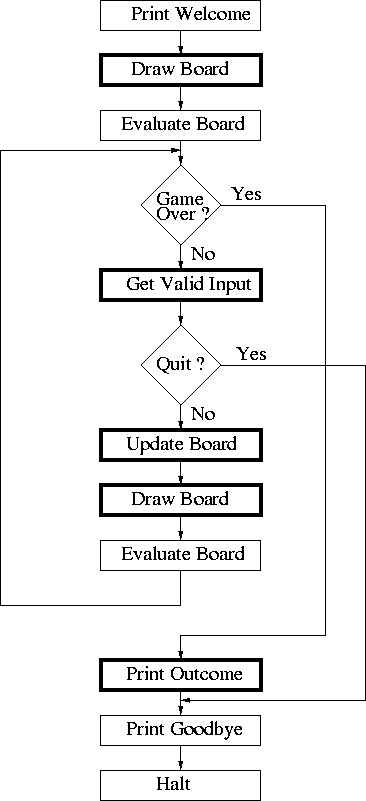 Print Welcome
Draw Board
Evaluate Board
Game
Over ?
Yes
No
Get Valid Input
Quit ?
Yes
No
Update Board
Draw Board
Evaluate Board
Print Outcome
Print Goodbye
Halt